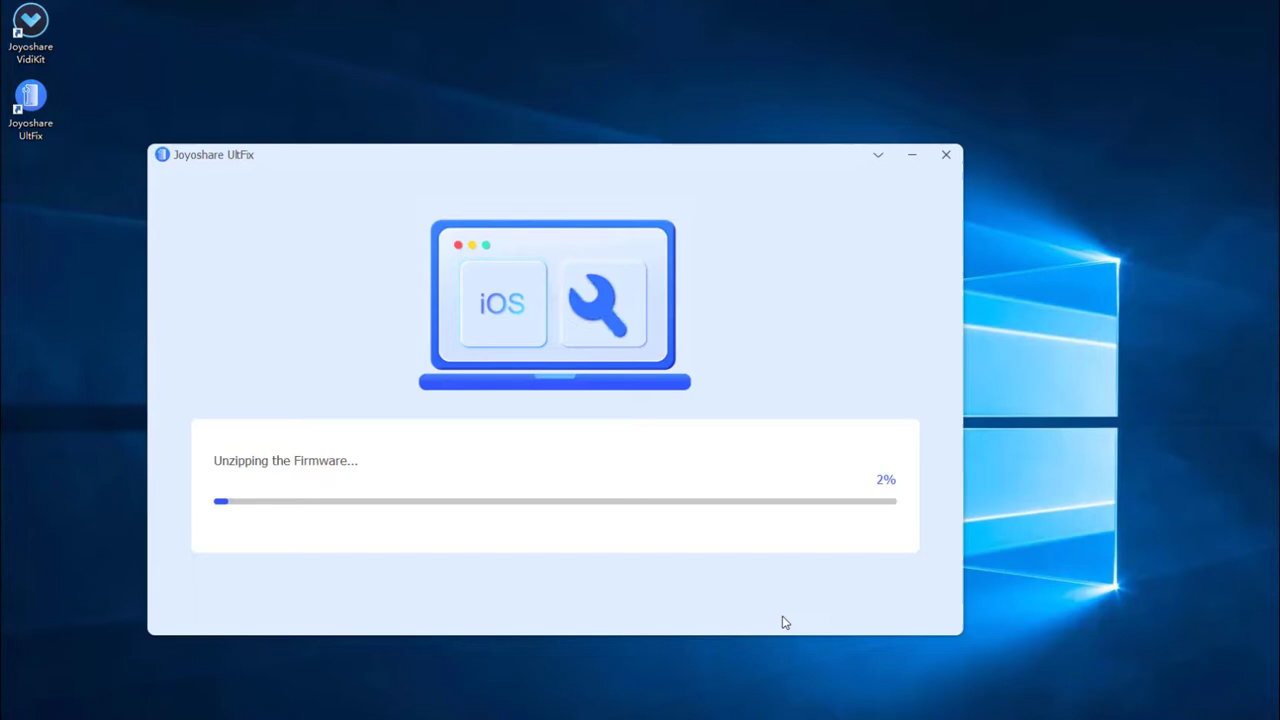 Joyoshare
VidiKit
Joyoshare
UltFix
Joyoshare UltFix
iOS
Unzipping the Firmware...
2%